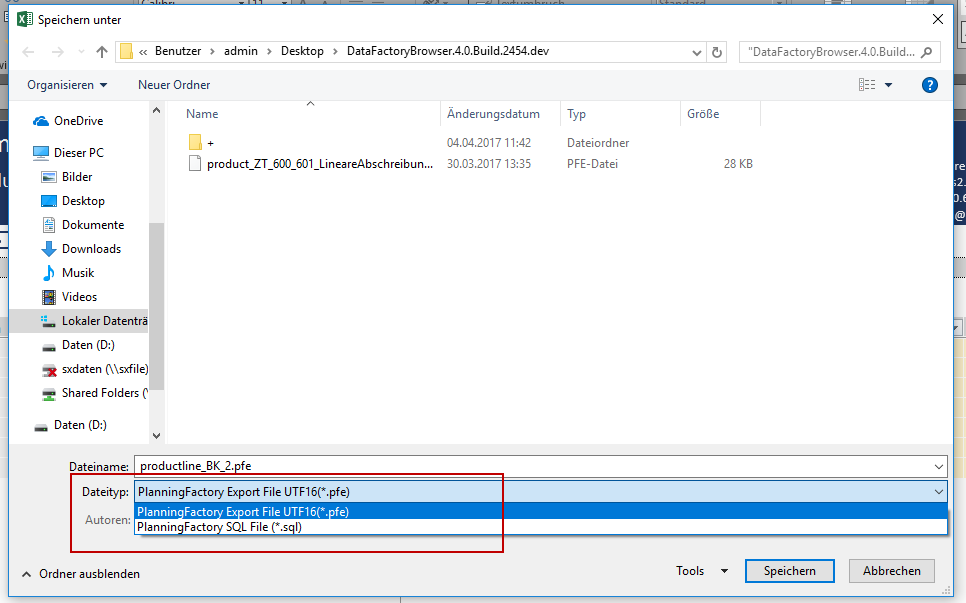 Speichern unter
« Benutzer › admin › Desktop › DataFactoryBrowser.4.0.Build.2454.dev
"DataFactoryBrowser.4.0.Build...
Organisieren
Neuer Ordner
Name
Änderungsdatum
Typ
Größe
+ 04.04.2017 11:42 Dateiordner
product_ZT_600_601_LineareAbschreibun... 30.03.2017 13:35 PFE-Datei 28 KB
OneDrive
Dieser PC
Bilder
Desktop
Dokumente
Downloads
Musik
Videos
Lokaler Datenträ
Daten (D:)
sxdaten (\\sxfile)
Shared Folders (\
Daten (D:)
Dateiname: productline_BK_2.pfe
Dateityp: PlanningFactory Export File UTF16(*.pfe)
PlanningFactory Export File UTF16(*.pfe)
Autoren:
PlanningFactory SQL File (*.sql)
Ordner ausblenden
Tools
Speichern
Abbrechen